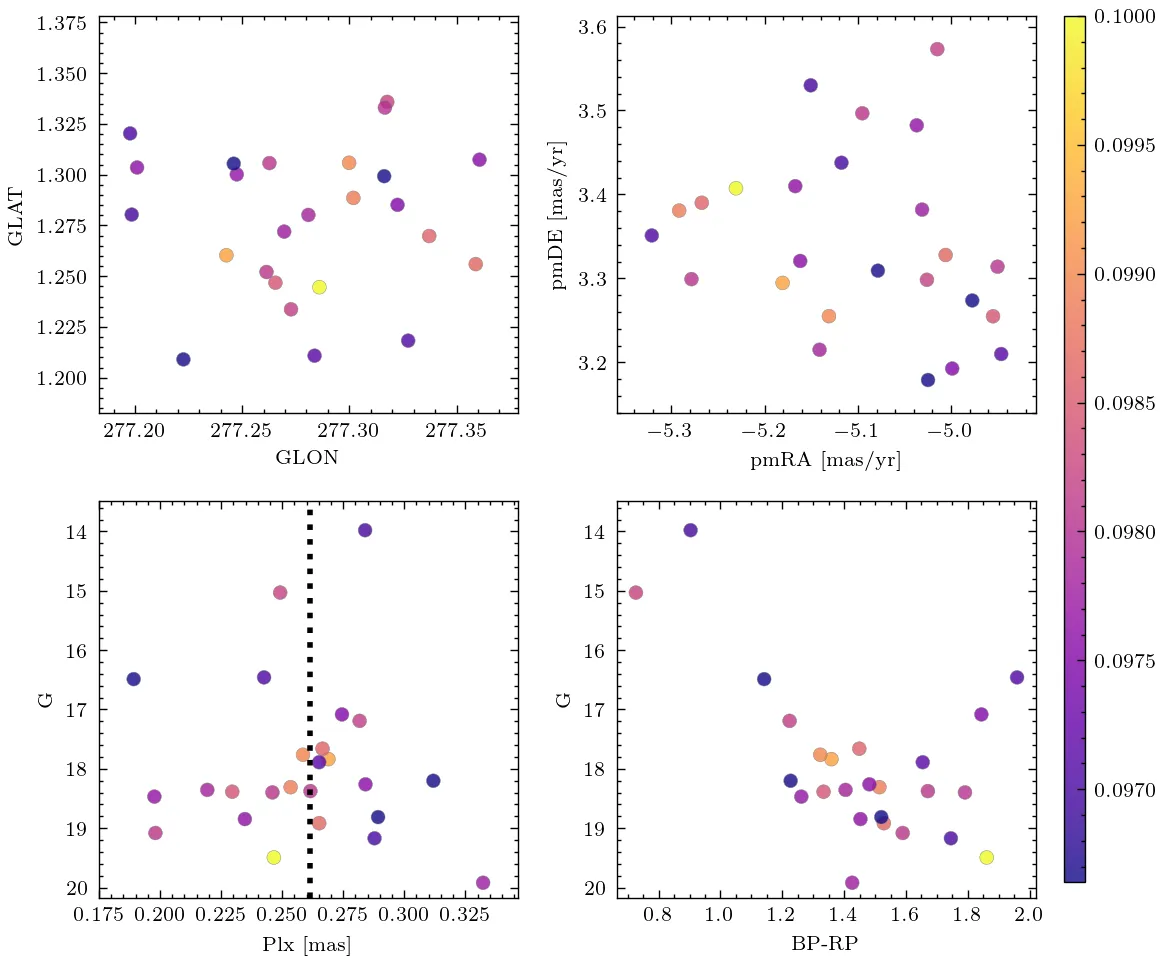 1.375
1.350
1.325
1.300
1.275
1.250
1.225
1.200
GLAT
277.20 277.25 277.30 277.35
GLON
3.6
3.5
3.4
3.3
3.2
pmDE [mas/yr]
−5.3 −5.2 −5.1 −5.0
pmRA [mas/yr]
14
15
16
17
18
19
20
G
0.175 0.200 0.225 0.250 0.275 0.300 0.325
Plx [mas]
14
15
16
17
18
19
20
G
0.8 1.0 1.2 1.4 1.6 1.8 2.0
BP-RP
0.1000
0.0995
0.0990
0.0985
0.0980
0.0975
0.0970